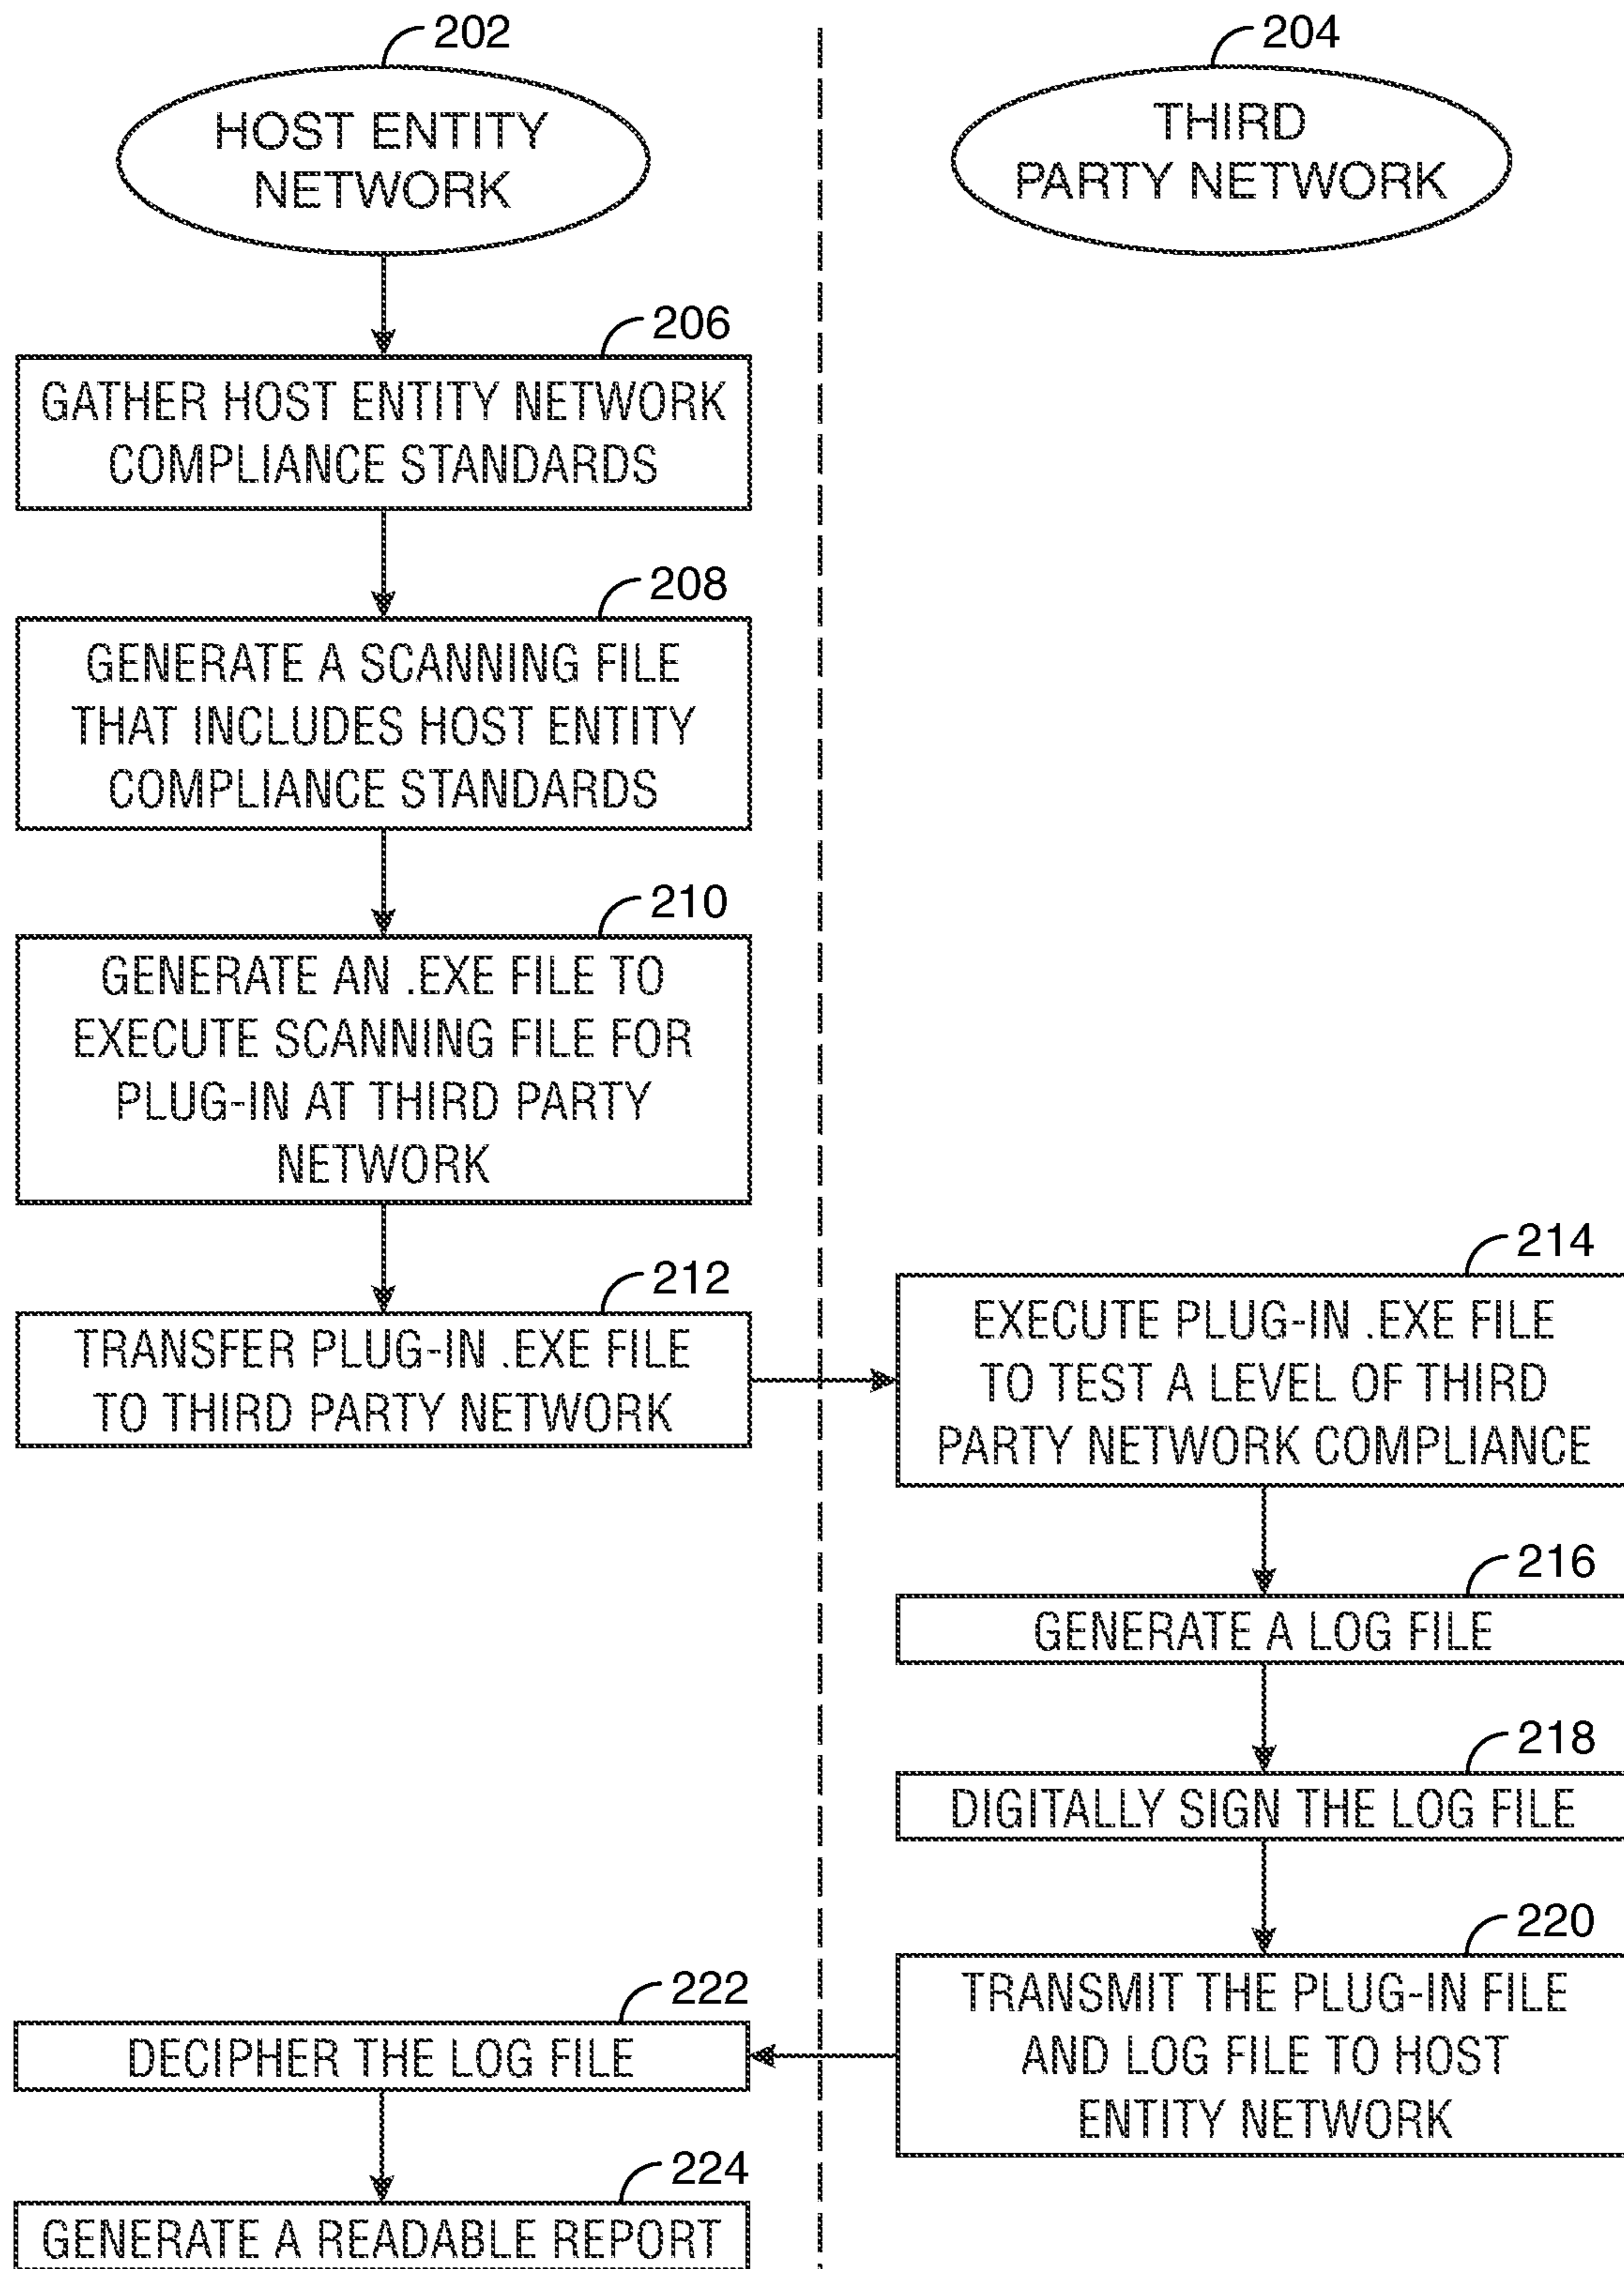 202
HOST ENTITY
NETWORK
204
THIRD
PARTY NETWORK
206
GATHER HOST ENTITY NETWORK
COMPLIANCE STANDARDS
208
GENERATE A SCANNING FILE
THAT INCLUDES HOST ENTITY
COMPLIANCE STANDARDS
210
GENERATE AN .EXE FILE TO
EXECUTE SCANNING FILE FOR
PLUG-IN AT THIRD PARTY
NETWORK
212
TRANSFER PLUG-IN .EXE FILE
TO THIRD PARTY NETWORK
214
EXECUTE PLUG-IN .EXE FILE
TO TEST A LEVEL OF THIRD
PARTY NETWORK COMPLIANCE
216
GENERATE A LOG FILE
218
DIGITALLY SIGN THE LOG FILE
220
TRANSMIT THE PLUG-IN FILE
AND LOG FILE TO HOST
ENTITY NETWORK
222
DECIPHER THE LOG FILE
224
GENERATE A READABLE REPORT